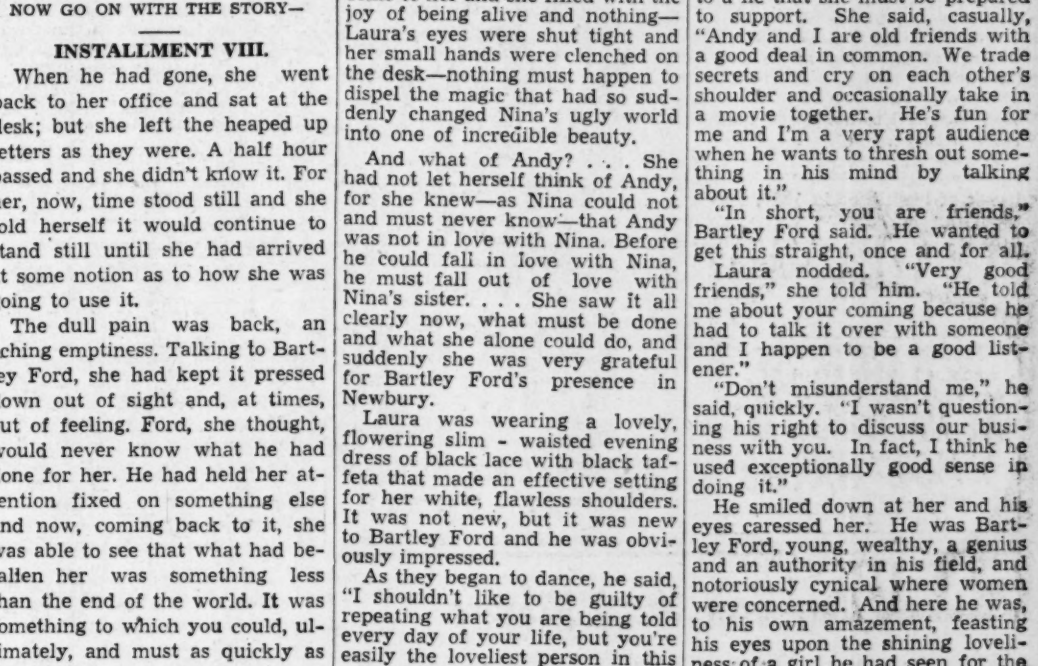 NOW GO ON WITH THE STORY—
INSTALLMENT VIII.
When he had gone, she went
back to her office and sat at the
desk; but she left the heaped up
letters as they were. A half hour
passed and she didn't know it. For
her, now, time stood still and she
told herself it would continue to
stand still until she had arrived
at some notion as to how she was
going to use it.
The dull pain was back, an
aching emptiness. Talking to Bart-
ley Ford, she had kept it pressed
down out of sight and, at times,
out of feeling. Ford, she thought,
would never know what he had
done for her. He had held her at-
tention fixed on something else
and now, coming back to it, she
was able to see that what had be-
fallen her was something less
than the end of the world. It was
something to which you could, ul-
timately, and must as quickly as
joy of being alive and nothing—
Laura's eyes were shut tight and
her small hands were clenched on
the desk—nothing must happen to
dispel the magic that had so sud-
denly changed Nina's ugly world
into one of incredible beauty.
And what of Andy? . . . She
had not let herself think of Andy,
for she knew—as Nina could not
and must never know—that Andy
was not in love with Nina. Before
he could fall in love with Nina,
he must fall out of love with
Nina's sister. . . . She saw it all
clearly now, what must be done
and what she alone could do, and
suddenly she was very grateful
for Bartley Ford's presence in
Newbury.
Laura was wearing a lovely,
flowering slim - waisted evening
dress of black lace with black taf-
feta that made an effective setting
for her white, flawless shoulders.
It was not new, but it was new
to Bartley Ford and he was obvi-
ously impressed.
As they began to dance, he said,
"I shouldn't like to be guilty of
repeating what you are being told
every day of your life, but you're
easily the loveliest person in this
to support. She said, casually,
"Andy and I are old friends with
a good deal in common. We trade
secrets and cry on each other's
shoulder and occasionally take in
a movie together. He's fun for
me and I'm a very rapt audience
when he wants to thresh out some-
thing in his mind by talking
about it."
"In short, you are friends,"
Bartley Ford said. He wanted to
get this straight, once and for all.
Laura nodded. "Very good
friends," she told him. "He told
me about your coming because he
had to talk it over with someone
and I happen to be a good list-
ener."
"Don't misunderstand me," he
said, quickly. "I wasn't question-
ing his right to discuss our busi-
ness with you. In fact, I think he
used exceptionally good sense in
doing it."
He smiled down at her and his
eyes caressed her. He was Bart-
ley Ford, young, wealthy, a genius
and an authority in his field, and
notoriously cynical where women
were concerned. And here he was,
to his own amazement, feasting
his eyes upon the shining loveli-
ness of a girl he had seen for the